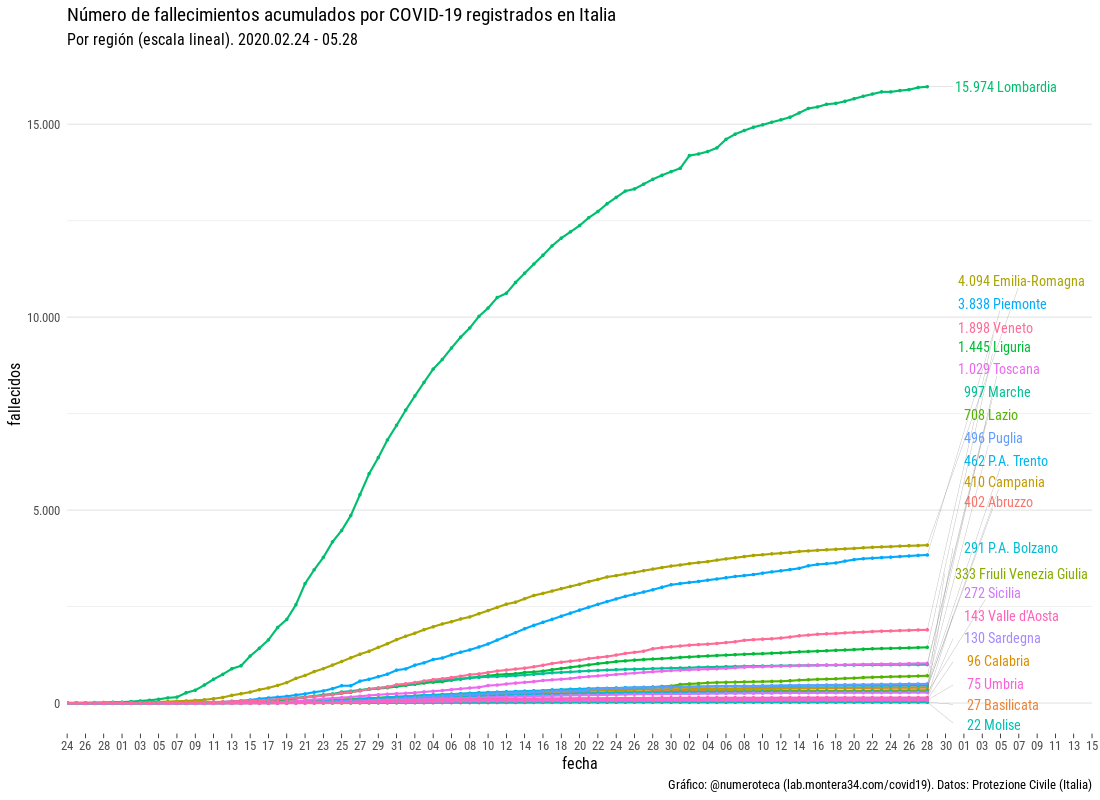 Número de fallecimientos acumulados por COVID-19 registrados en Italia
Por región (escala lineal). 2020.02.24 - 05.28
15.974 Lombardia
15.000
4.094 Emilia-Romagna
3.838 Piemonte
10.000
1.898 Veneto
1.445 Liguria
1.029 Toscana
997 Marche
fallecidos
708 Lazio
496 Puglia
462 P.A. Trento
410 Campania
402 Abruzzo
5.000
291 P.A. Bolzano
333 Friuli Venezia Giulia
272 Sicilia
143 Valle d'Aosta
130 Sardegna
96 Calabria
75 Umbria
0
27 Basilicata
22 Molise
24 26 28 01 03 05 07 09 11 13 15 17 19 21 23 25 27 29 31 02 04 06 08 10 12 14 16 18 20 22 24 26 28 30 02 04 06 08 10 12 14 16 18 20 22 24 26 28 30 01 03 05 07 09 11 13 15
fecha
Gráfico: @numeroteca (lab.montera34.com/covid19). Datos: Protezione Civile (Italia)